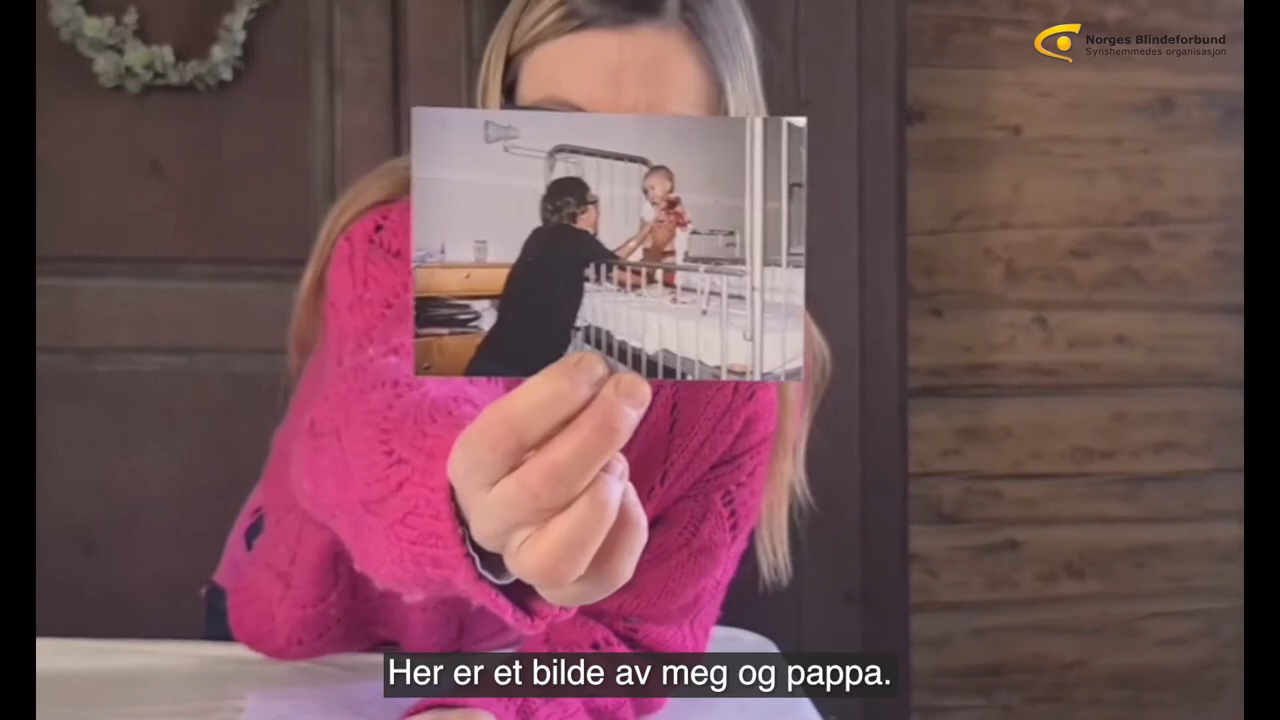 Norges Blindeforbund
Synshemmedes organisasjon
Her er et bilde av meg og pappa.